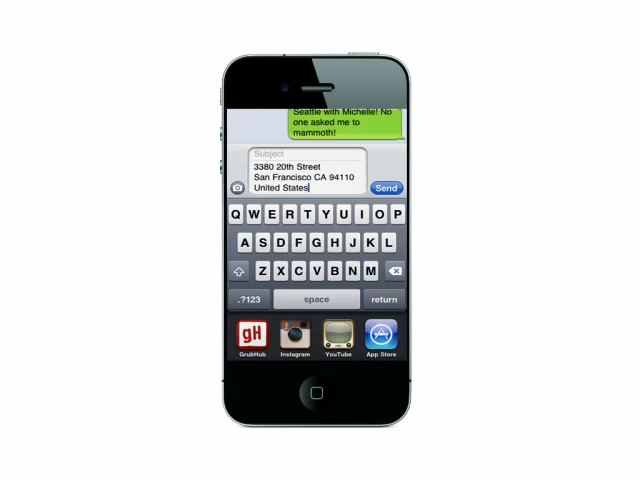 Seattle with Michelle! No
one asked me to
mammoth!
Subject
3380 20th Street
San Francisco CA 94110
United States
Send
Q W E R T Y U I O P
A S D F G H J K L
Z X C V B N M
.?123 space return
gH
GrubHub Instagram YouTube App Store